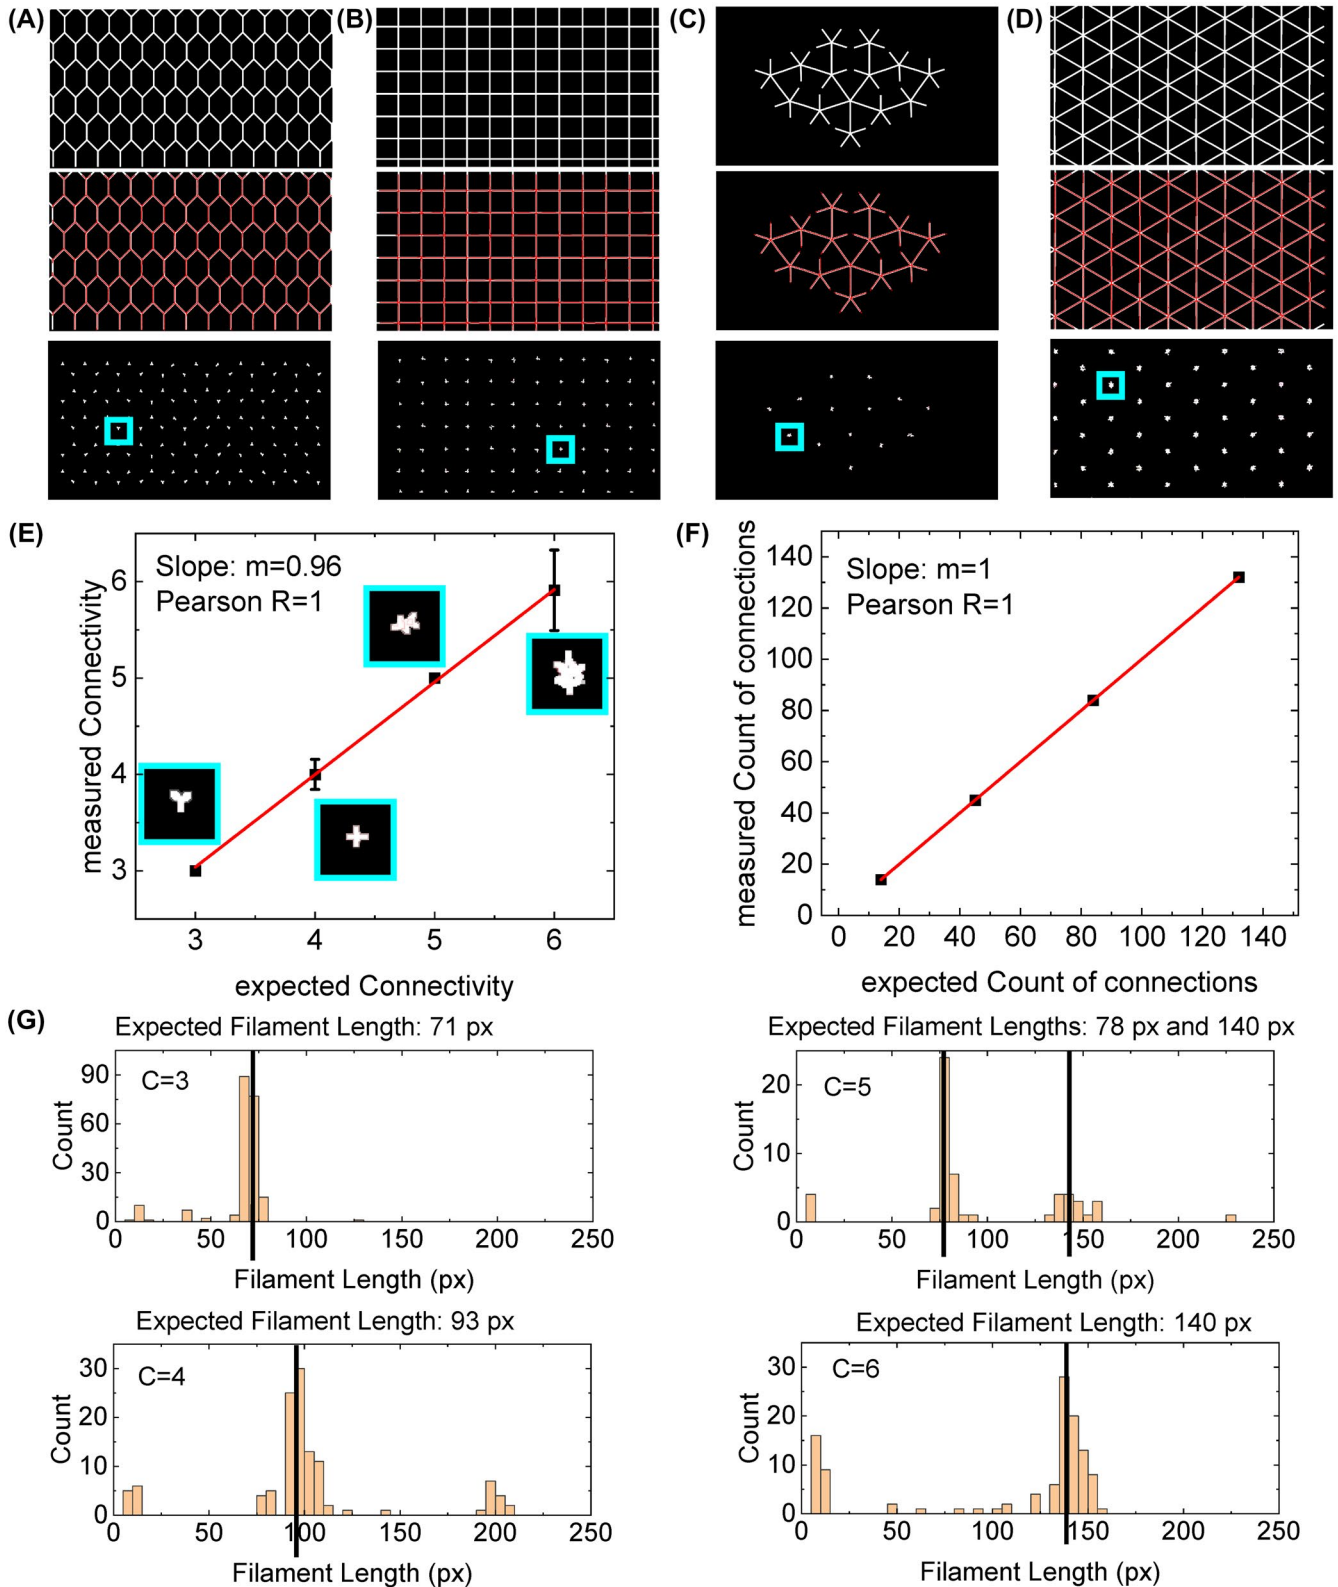 (A)
(B)
(C)
(D)
(E)
Slope: m=0.96
Pearson R=1
measured Connectivity
6
5
4
3
3 4 5 6
expected Connectivity
(F)
Slope: m=1
Pearson R=1
measured Count of connections
140
120
100
80
60
40
20
0
0 20 40 60 80 100 120 140
expected Count of connections
(G)
Expected Filament Length: 71 px
C=3
Count
90
60
30
0
0 50 100 150 200 250
Filament Length (px)
Expected Filament Lengths: 78 px and 140 px
C=5
Count
20
10
0
0 50 100 150 200 250
Filament Length (px)
Expected Filament Length: 93 px
C=4
Count
30
20
10
0
0 50 100 150 200 250
Filament Length (px)
Expected Filament Length: 140 px
C=6
Count
30
20
10
0
0 50 100 150 200 250
Filament Length (px)